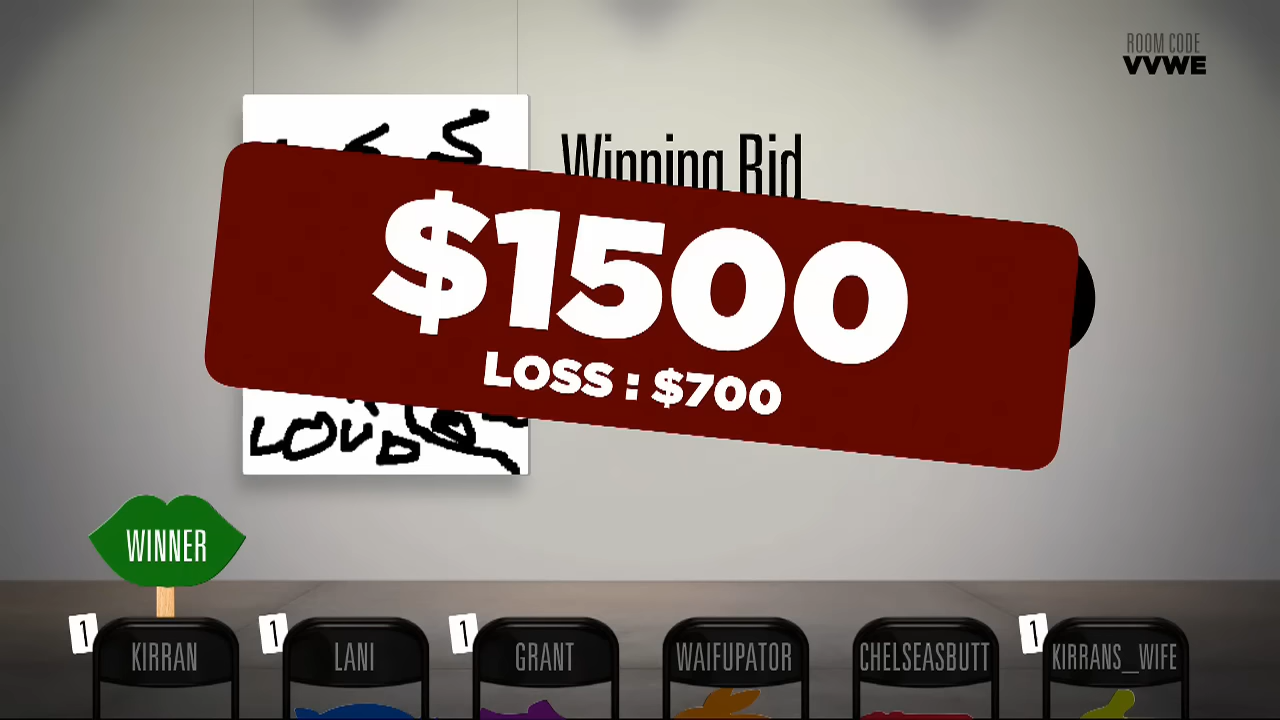 ROOM CODE
VVWE
Winning Bid
$1500
LOSS : $700
LOUD
WINNER
1 KIRRAN
1 LANI
1 GRANT
WAIFUPATOR
CHELSEASBUTT
1 KIRRANS_WIFE